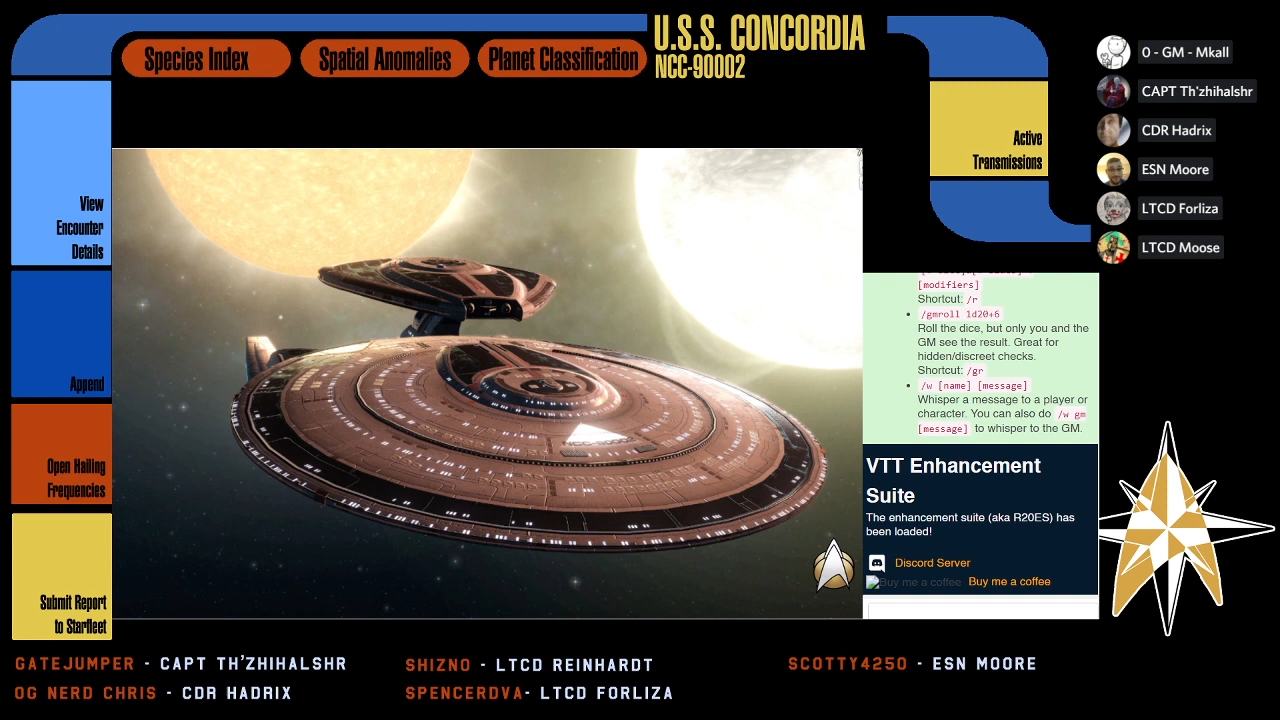 Species Index
Spatial Anomalies
Planet Classification
U.S.S. CONCORDIA
NCC-90002
View
Encounter
Details
Append
Open Hailing
Frequencies
Submit Report
to Starfleet
Active
Transmissions
0 - GM - Mkall
CAPT Th'zhihalshr
CDR Hadrix
ESN Moore
LTCD Forliza
LTCD Moose
[modifiers]
Shortcut: /r
/gmroll 1d20+6
Roll the dice, but only you and the
GM see the result. Great for
hidden/discreet checks.
Shortcut: /gr
/w [name] [message]
Whisper a message to a player or
character. You can also do /w gm
[message] to whisper to the GM.
VTT Enhancement
Suite
The enhancement suite (aka R20ES) has
been loaded!
Discord Server
Buy me a coffee Buy me a coffee
GATEJUMPER - CAPT TH'ZHIHALSHR
SHIZNO - LTCD REINHARDT
SCOTTY4250 - ESN MOORE
OG NERD CHRIS - CDR HADRIX
SPENCERDVA- LTCD FORLIZA